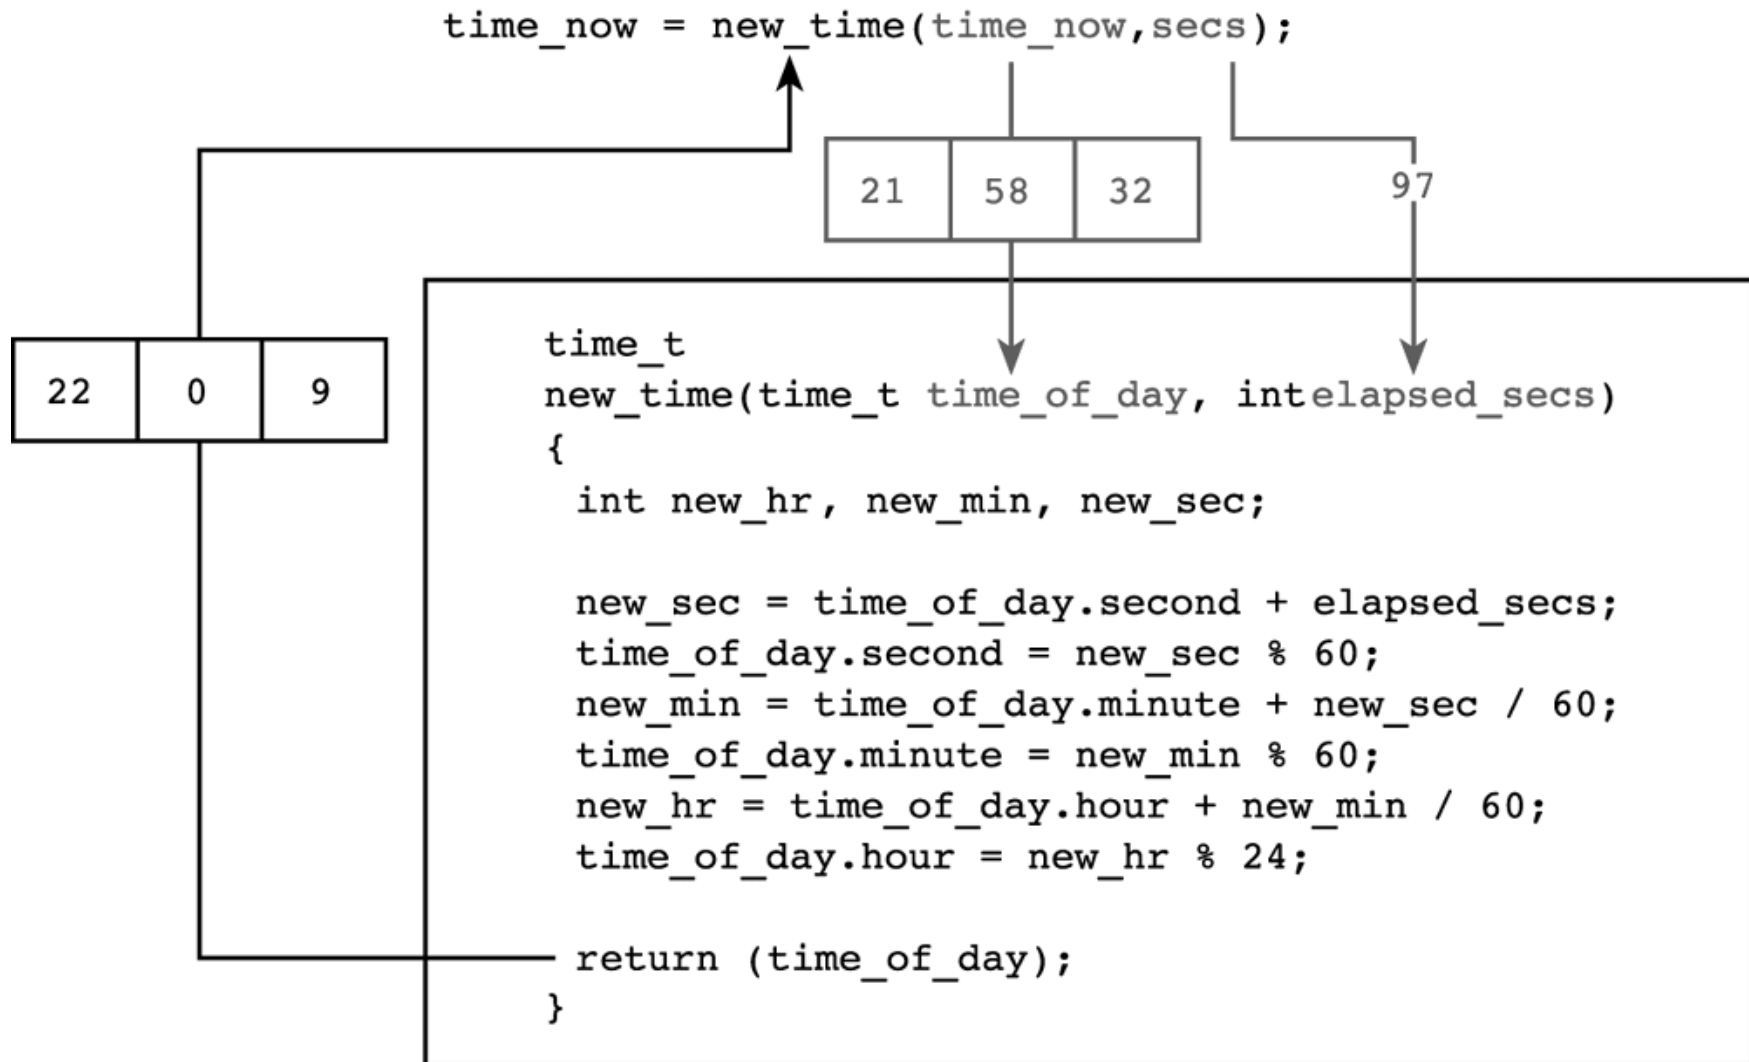 time_now = new_time(time_now,secs);
21 58 32
97
22 0 9
time_t
new_time(time_t time_of_day, intelapsed_secs)
{
int new_hr, new_min, new_sec;
new_sec = time_of_day.second + elapsed_secs;
time_of_day.second = new_sec % 60;
new_min = time_of_day.minute + new_sec / 60;
time_of_day.minute = new_min % 60;
new_hr = time_of_day.hour + new_min / 60;
time_of_day.hour = new_hr % 24;
return (time_of_day);
}